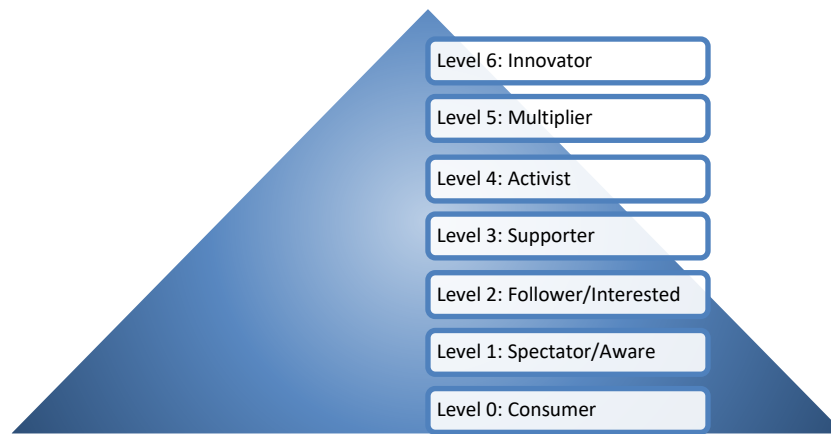 Level 6: Innovator
Level 5: Multiplier
Level 4: Activist
Level 3: Supporter
Level 2: Follower/Interested
Level 1: Spectator/Aware
Level 0: Consumer